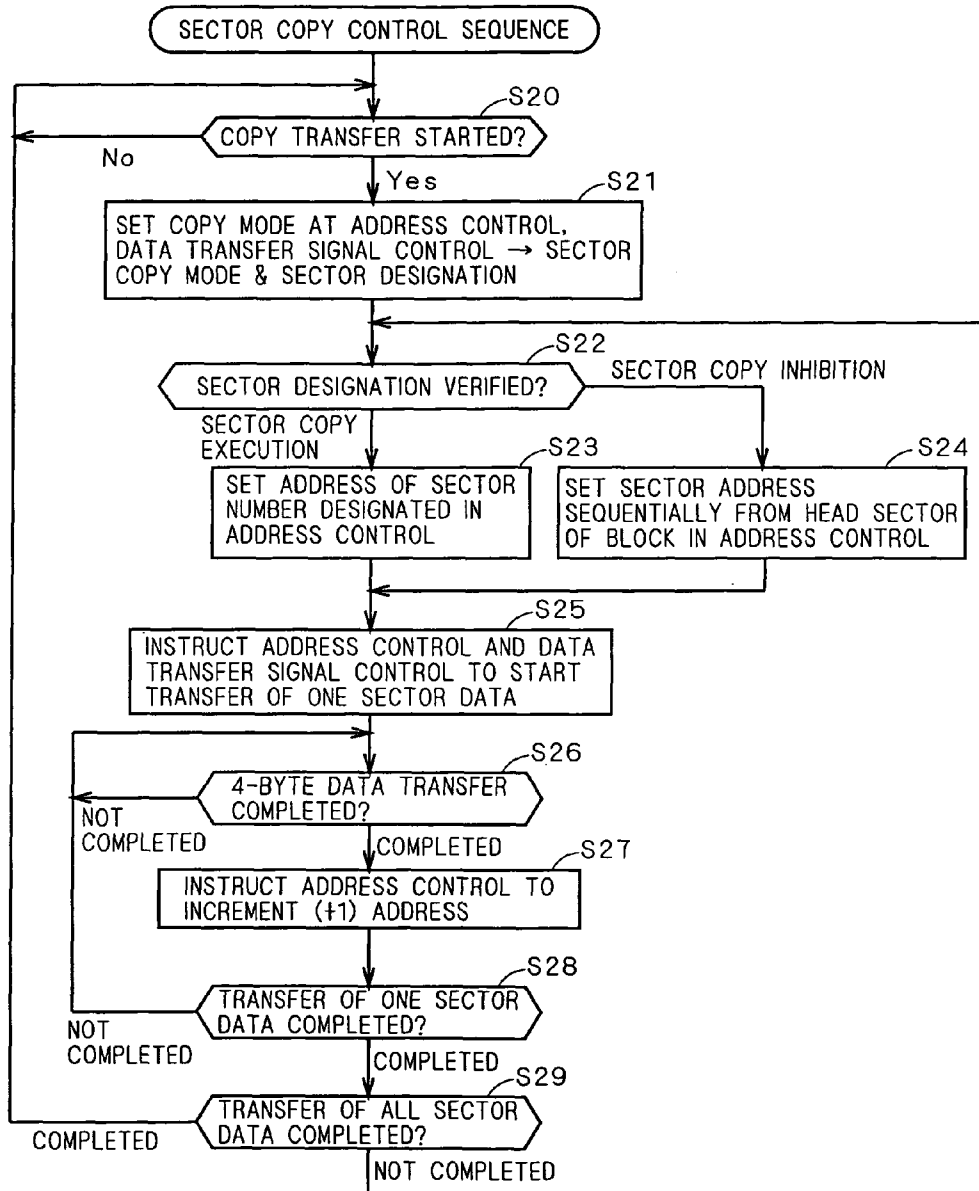 SECTOR COPY CONTROL SEQUENCE
S20
COPY TRANSFER STARTED?
No
Yes
S21
SET COPY MODE AT ADDRESS CONTROL,
DATA TRANSFER SIGNAL CONTROL → SECTOR
COPY MODE & SECTOR DESIGNATION
S22
SECTOR DESIGNATION VERIFIED?
SECTOR COPY INHIBITION
SECTOR COPY
EXECUTION
S23
SET ADDRESS OF SECTOR
NUMBER DESIGNATED IN
ADDRESS CONTROL
S24
SET SECTOR ADDRESS
SEQUENTIALLY FROM HEAD SECTOR
OF BLOCK IN ADDRESS CONTROL
S25
INSTRUCT ADDRESS CONTROL AND DATA
TRANSFER SIGNAL CONTROL TO START
TRANSFER OF ONE SECTOR DATA
S26
4-BYTE DATA TRANSFER
COMPLETED?
NOT
COMPLETED
COMPLETED
S27
INSTRUCT ADDRESS CONTROL TO
INCREMENT (+1) ADDRESS
S28
TRANSFER OF ONE SECTOR
DATA COMPLETED?
NOT
COMPLETED
COMPLETED
S29
TRANSFER OF ALL SECTOR
DATA COMPLETED?
COMPLETED
NOT COMPLETED